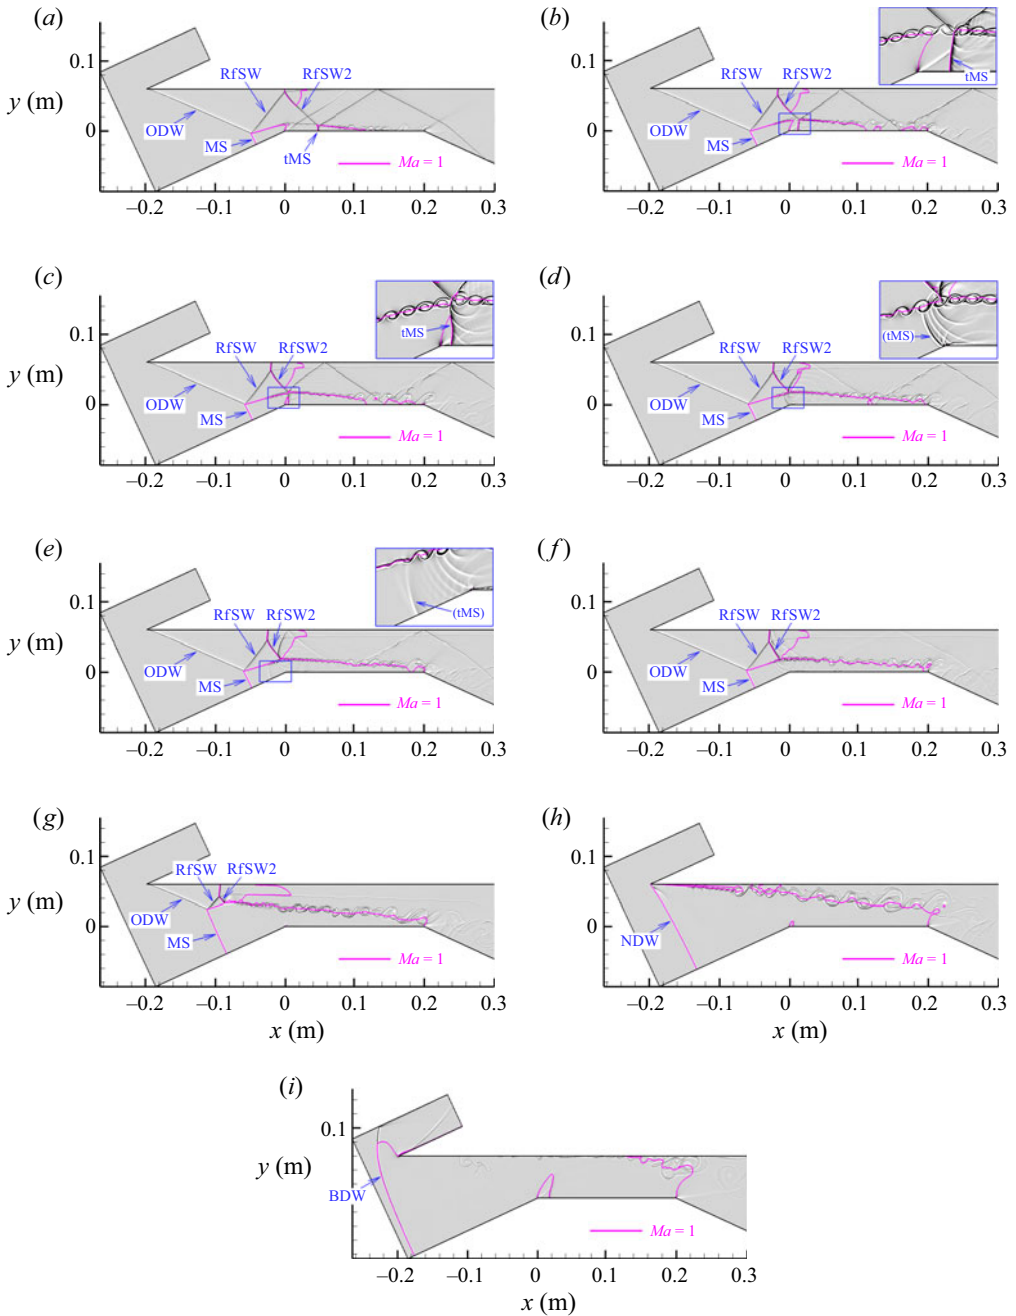 (a)
0.1
y (m)
0
RfSW
RfSW2
ODW
MS
tMS
Ma = 1
−0.2
−0.1
0
0.1
0.2
0.3
(b)
tMS
0.1
y (m)
0
RfSW
RfSW2
ODW
MS
Ma = 1
−0.2
−0.1
0
0.1
0.2
0.3
(c)
tMS
0.1
y (m)
0
RfSW
RfSW2
ODW
MS
Ma = 1
−0.2
−0.1
0
0.1
0.2
0.3
(d)
(tMS)
0.1
y (m)
0
RfSW
RfSW2
ODW
MS
Ma = 1
−0.2
−0.1
0
0.1
0.2
0.3
(e)
(tMS)
0.1
y (m)
0
RfSW
RfSW2
ODW
MS
Ma = 1
−0.2
−0.1
0
0.1
0.2
0.3
(f)
0.1
y (m)
0
RfSW
RfSW2
ODW
MS
Ma = 1
−0.2
−0.1
0
0.1
0.2
0.3
(g)
0.1
y (m)
0
RfSW
RfSW2
ODW
MS
Ma = 1
−0.2
−0.1
0
0.1
0.2
0.3
x (m)
(h)
0.1
y (m)
0
NDW
Ma = 1
−0.2
−0.1
0
0.1
0.2
0.3
x (m)
(i)
0.1
y (m)
0
BDW
Ma = 1
−0.2
−0.1
0
0.1
0.2
0.3
x (m)